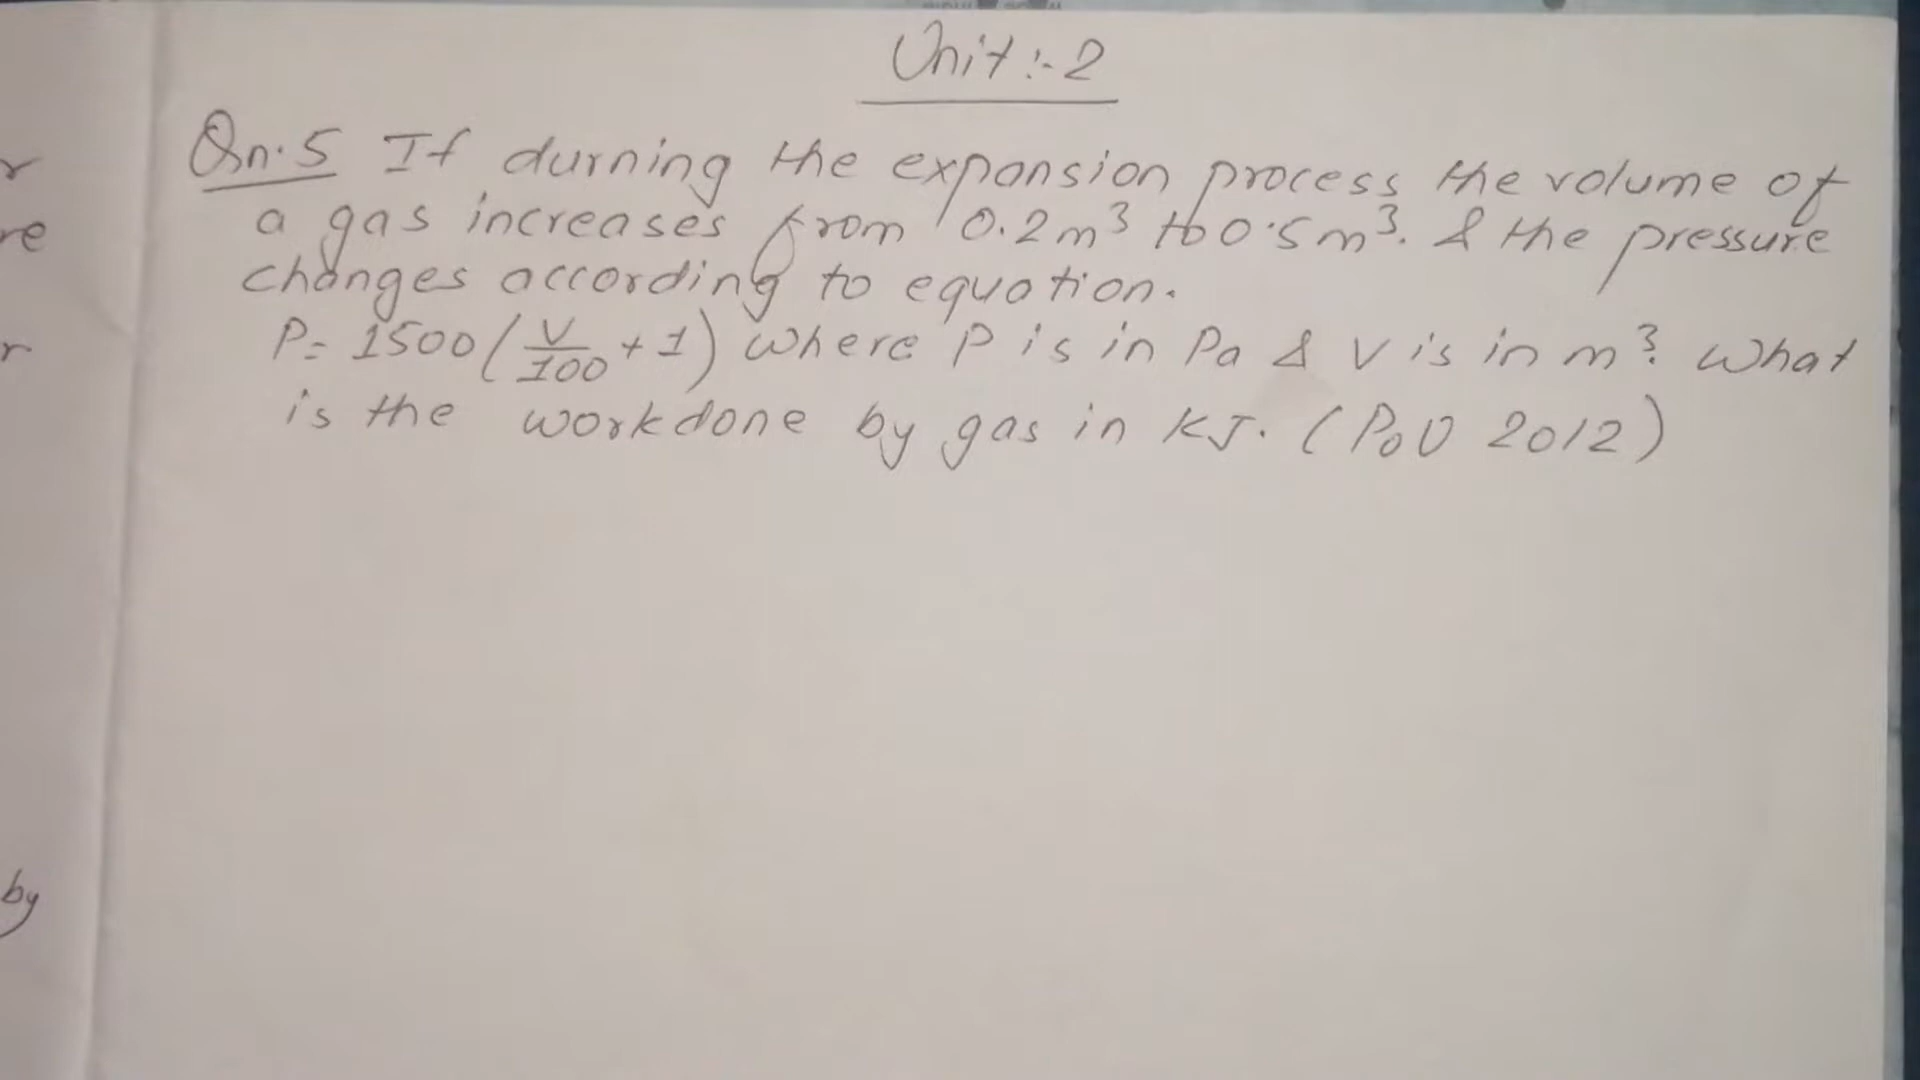 Unit :- 2
Qn.5 If durning the expansion process the volume of
a gas increases from 0.2m³ to 0.5m³. & the pressure
changes according to equation.
P= 1500(V/100 + 1) where P is in Pa & V is in m³. What
is the workdone by gas in KJ. (PoU 2012)
r
re
r
by